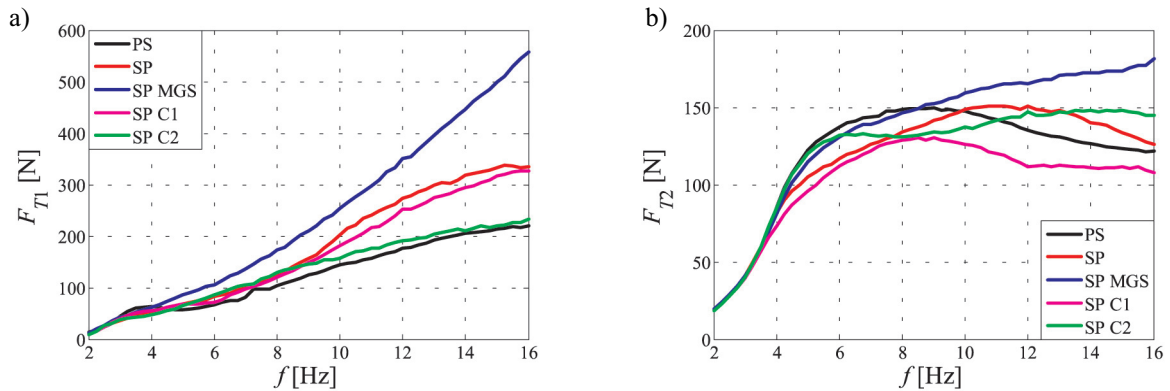 a)
600
500
400
300
200
100
0
F_T1 [N]
PS
SP
SP MGS
SP C1
SP C2
2 4 6 8 10 12 14 16
f [Hz]
b)
200
150
100
50
0
F_T2 [N]
PS
SP
SP MGS
SP C1
SP C2
2 4 6 8 10 12 14 16
f [Hz]